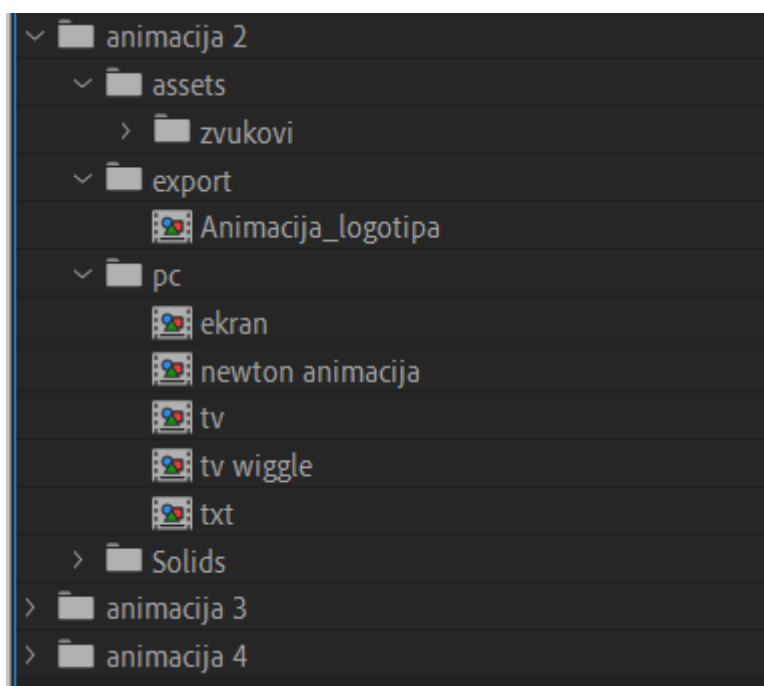 animacija 2
assets
zvukovi
export
Animacija_logotipa
pc
ekran
newton animacija
tv
tv wiggle
txt
Solids
animacija 3
animacija 4